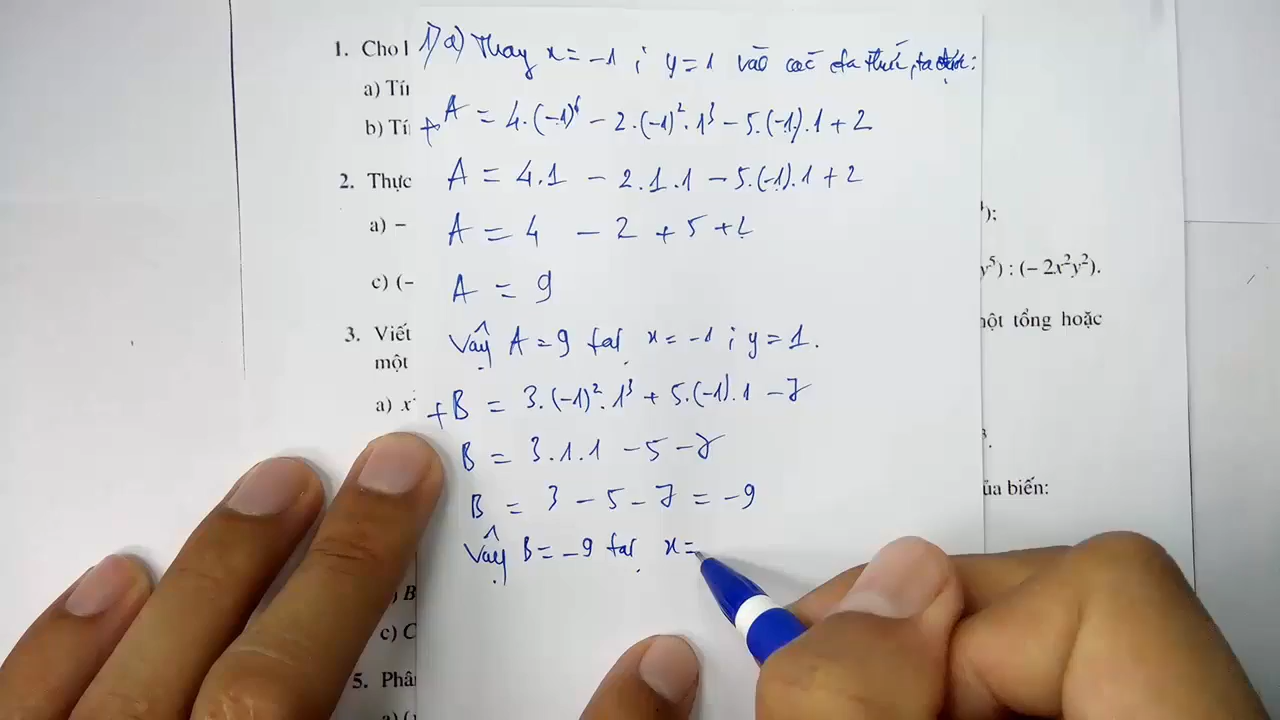 1. Cho
1) a) Thay x = -1 ; y = 1 vào các đa thức, ta được:
a) Tí
+ A = 4.(-1)⁶ - 2.(-1)².1³ - 5.(-1).1 + 2
b) Tí
A = 4.1 - 2.1.1 - 5.(-1).1 + 2
2. Thực
A = 4 - 2 + 5 + 2
a) –
);
A = 9
c) (–
y⁵) : (– 2x²y²).
3. Viết
Vậy A = 9 tại x = -1 ; y = 1.
một tổng hoặc
một
+ B = 3.(-1)².1³ + 5.(-1).1 - 7
a) x
B = 3.1.1 - 5 - 7
B = 3 - 5 - 7 = -9
ủa biến:
Vậy B = -9 tại x =
B
c) C
5. Phâ
a) (